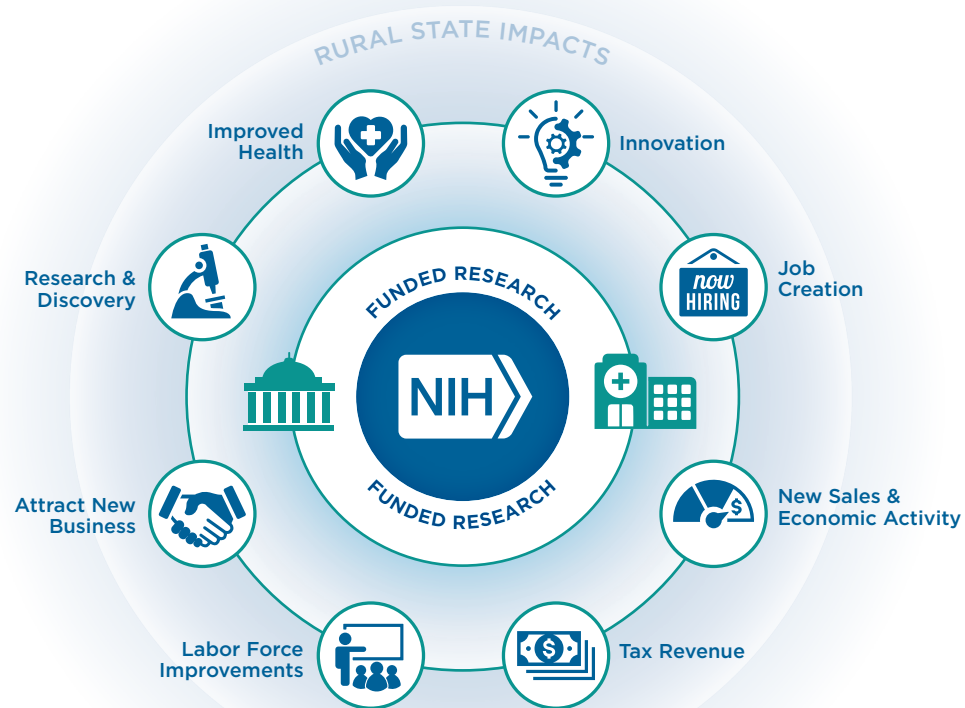 RURAL STATE IMPACTS
Improved
Health
Innovation
Research &
Discovery
Job
Creation
now
HIRING
FUNDED RESEARCH
NIH
FUNDED RESEARCH
Attract New
Business
New Sales &
Economic Activity
$
Labor Force
Improvements
$
Tax Revenue